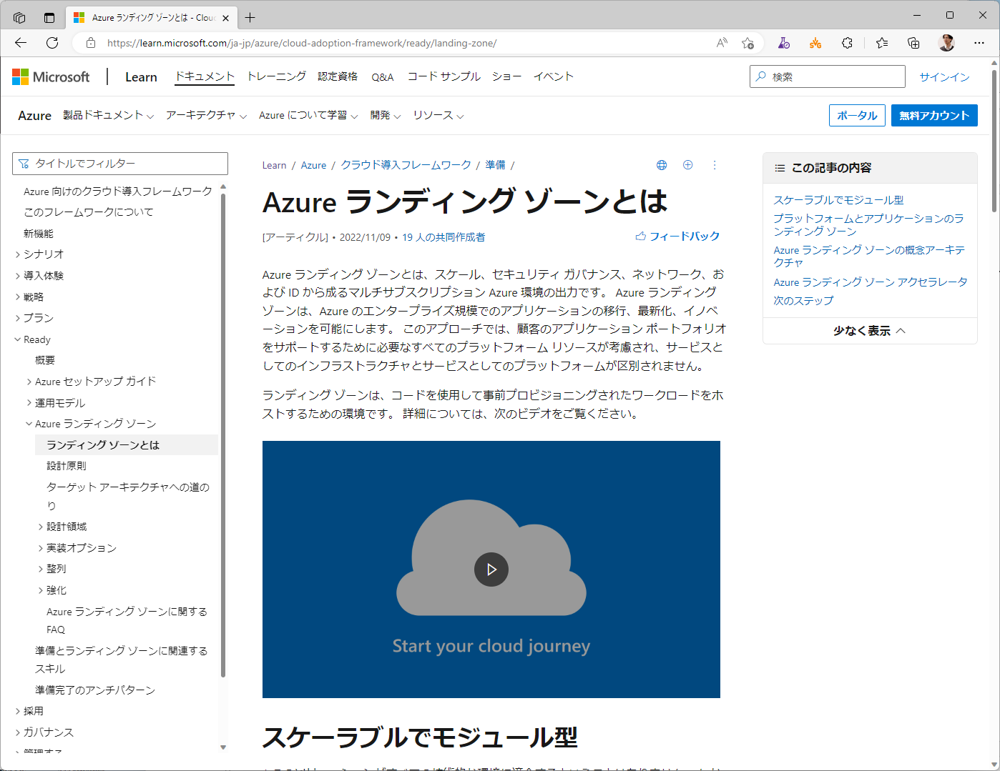 Azure ランディング ゾーンとは - Clou
https://learn.microsoft.com/ja-jp/azure/cloud-adoption-framework/ready/landing-zone/
Microsoft
Learn
ドキュメント
トレーニング
認定資格
Q&A
コード サンプル
ショー
イベント
検索
サインイン
Azure
製品ドキュメント
アーキテクチャ
Azure について学習
開発
リソース
ポータル
無料アカウント
タイトルでフィルター
Azure 向けのクラウド導入フレームワーク
このフレームワークについて
新機能
シナリオ
導入体験
戦略
プラン
Ready
概要
Azure セットアップ ガイド
運用モデル
Azure ランディング ゾーン
ランディング ゾーンとは
設計原則
ターゲット アーキテクチャへの道の
り
設計領域
実装オプション
整列
強化
Azure ランディング ゾーンに関する
FAQ
準備とランディング ゾーンに関連する
スキル
準備完了のアンチパターン
採用
ガバナンス
管理する
Learn / Azure / クラウド導入フレームワーク / 準備 /
Azure ランディング ゾーンとは
[アーティクル] • 2022/11/09 • 19 人の共同作成者
フィードバック
Azure ランディング ゾーンとは、スケール、セキュリティ ガバナンス、ネットワーク、お
よび ID から成るマルチサブスクリプション Azure 環境の出力です。 Azure ランディング
ゾーンは、Azure のエンタープライズ規模でのアプリケーションの移行、最新化、イノベ
ーションを可能にします。 このアプローチでは、顧客のアプリケーション ポートフォリオ
をサポートするために必要なすべてのプラットフォーム リソースが考慮され、サービスと
してのインフラストラクチャとサービスとしてのプラットフォームが区別されません。
ランディング ゾーンは、コードを使用して事前プロビジョニングされたワークロードをホ
ストするための環境です。 詳細については、次のビデオをご覧ください。
Start your cloud journey
スケーラブルでモジュール型
この記事の内容
スケーラブルでモジュール型
プラットフォームとアプリケーションのラ
ンディング ゾーン
Azure ランディング ゾーンの概念アーキテ
クチャ
Azure ランディング ゾーン アクセラレータ
次のステップ
少なく表示